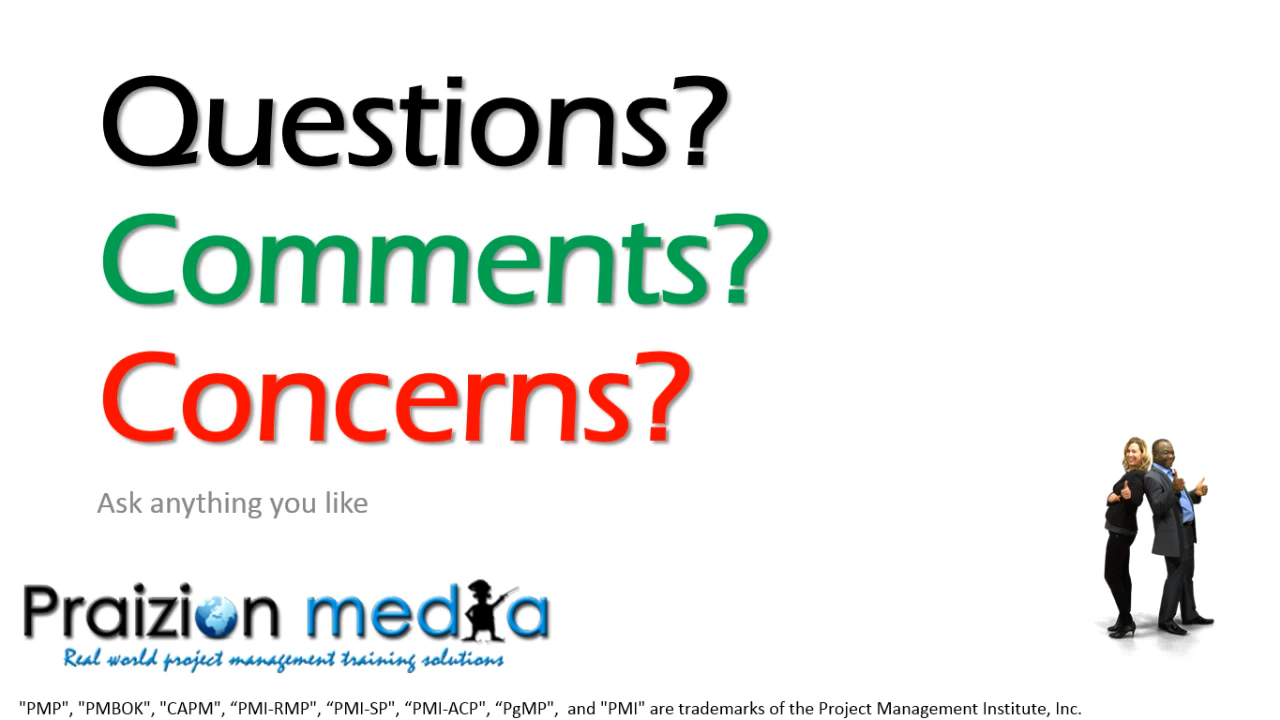 Questions?
Comments?
Concerns?
Ask anything you like
Praizion media
Real world project management training solutions
"PMP", "PMBOK", "CAPM", “PMI-RMP", “PMI-SP", “PMI-ACP", “PgMP",  and "PMI" are trademarks of the Project Management Institute, Inc.